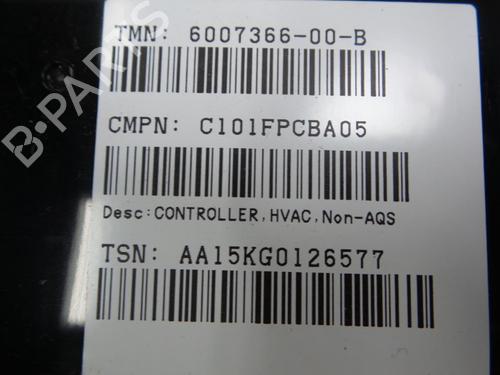 TMN: 6007366-00-B
CMPN: C101FPCBA05
Desc:CONTROLLER,HVAC,Non-AQS
TSN: AA15KG0126577
B-PARTS